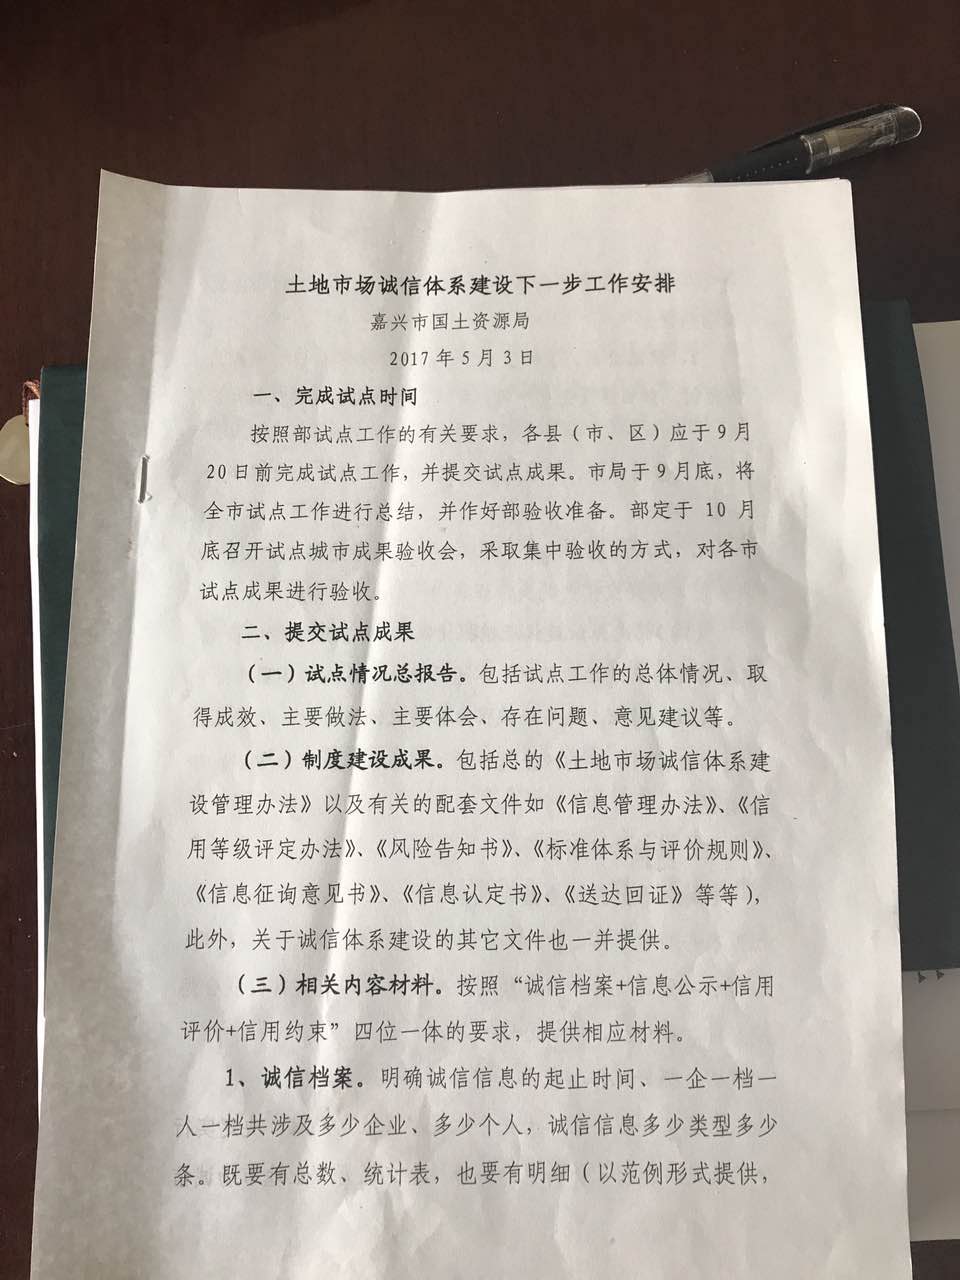 土地市场诚信体系建设下一步工作安排
嘉兴市国土资源局
2017年5月3日
一、完成试点时间
按照部试点工作的有关要求，各县（市、区）应于9月
20日前完成试点工作，并提交试点成果。市局于9月底，将
全市试点工作进行总结，并作好部验收准备。部定于 10 月
底召开试点城市成果验收会，采取集中验收的方式，对各市
试点成果进行验收。
二、提交试点成果
（一）试点情况总报告。包括试点工作的总体情况、取
得成效、主要做法、主要体会、存在问题、意见建议等。
（二）制度建设成果。包括总的《土地市场诚信体系建
设管理办法》以及有关的配套文件如《信息管理办法》、《信
用等级评定办法》、《风险告知书》、《标准体系与评价规则》、
《信息征询意见书》、《信息认定书》、《送达回证》等等），
此外，关于诚信体系建设的其它文件也一并提供。
（三）相关内容材料。按照“诚信档案+信息公示+信用
评价+信用约束”四位一体的要求，提供相应材料。
1、诚信档案。明确诚信信息的起止时间、一企一档一
人一档共涉及多少企业、多少个人，诚信信息多少类型多少
条。既要有总数、统计表，也要有明细（以范例形式提供，